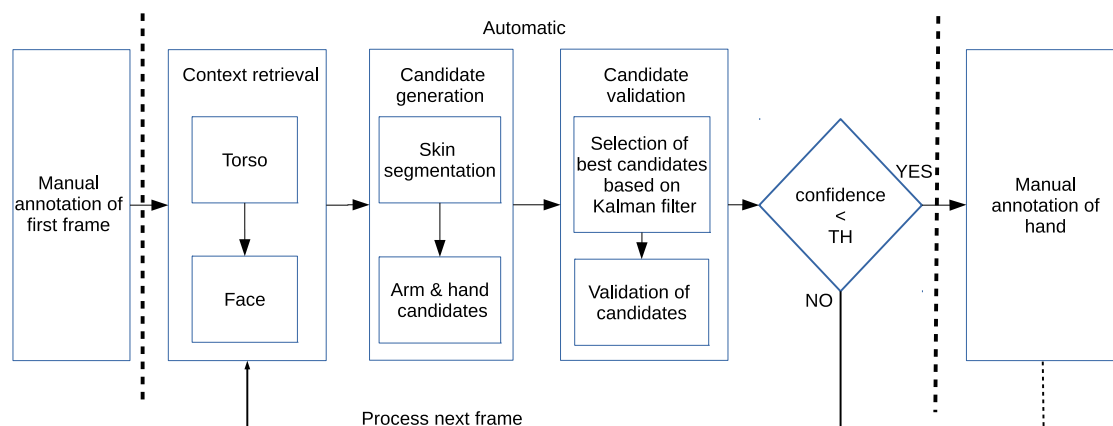 Automatic
Manual
annotation of
first frame
Context retrieval
Torso
Face
Candidate
generation
Skin
segmentation
Arm & hand
candidates
Candidate
validation
Selection of
best candidates
based on
Kalman filter
Validation of
candidates
confidence
<
TH
YES
NO
Manual
annotation of
hand
Process next frame